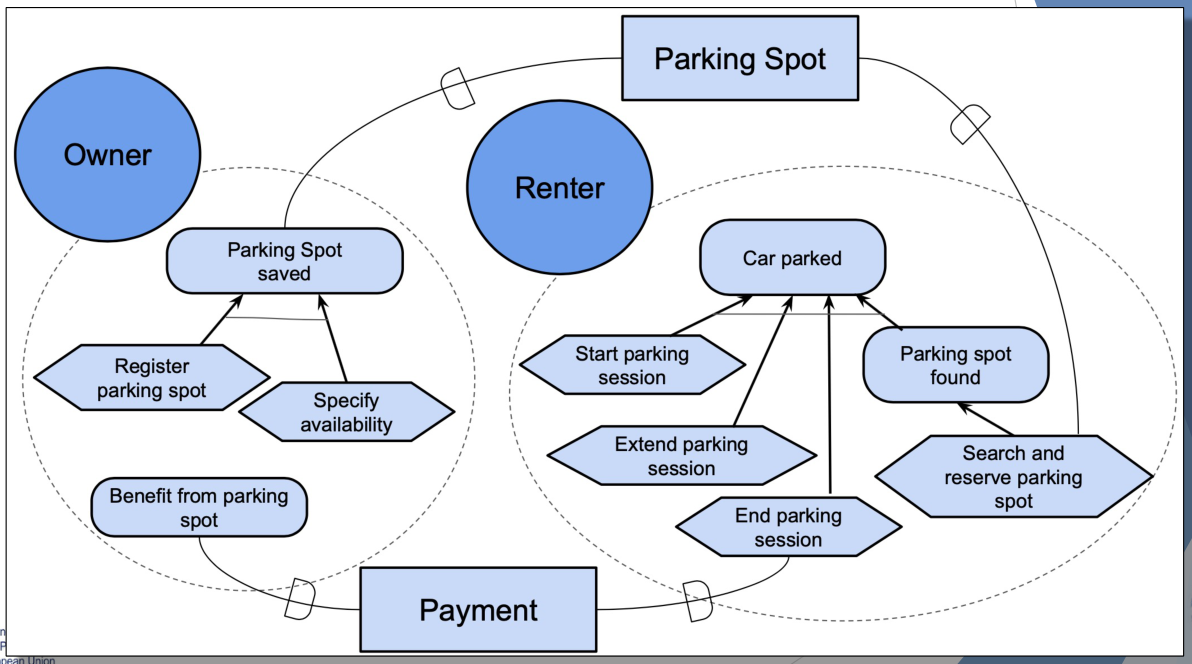 Parking Spot
Owner
Renter
Parking Spot
saved
Car parked
Start parking
session
Parking spot
found
Register
parking spot
Specify
availability
Extend parking
session
Search and
reserve parking
spot
Benefit from parking
spot
End parking
session
Payment
n
P
pean Union